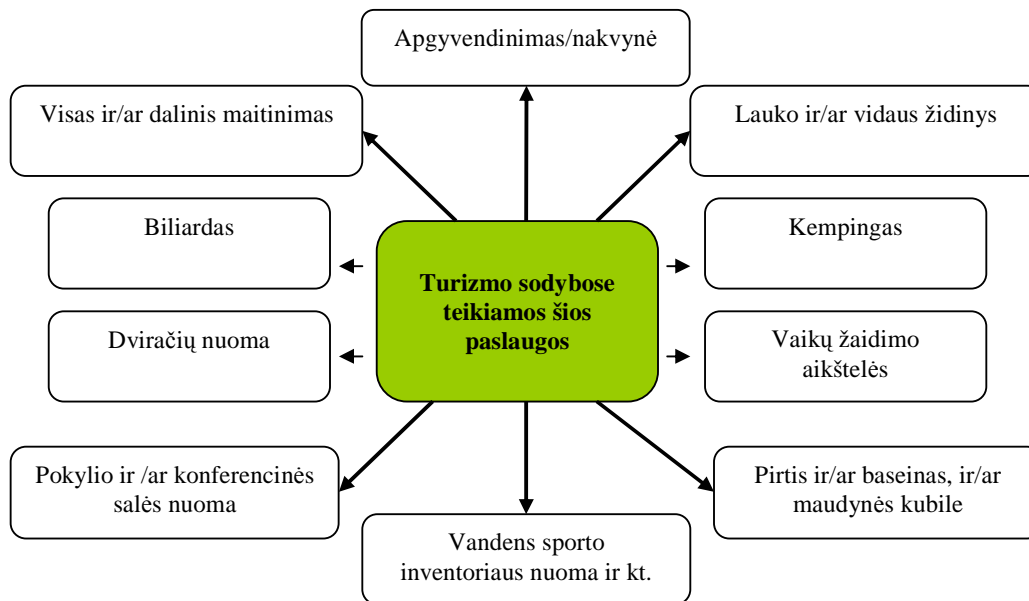 Apgyvendinimas/nakvynė
Visas ir/ar dalinis maitinimas
Lauko ir/ar vidaus židinys
Biliardas
Kempingas
Turizmo sodybose
teikiamos šios
paslaugos
Dviračių nuoma
Vaikų žaidimo
aikštelės
Pokylio ir /ar konferencinės
salės nuoma
Pirtis ir/ar baseinas, ir/ar
maudynės kubile
Vandens sporto
inventoriaus nuoma ir kt.